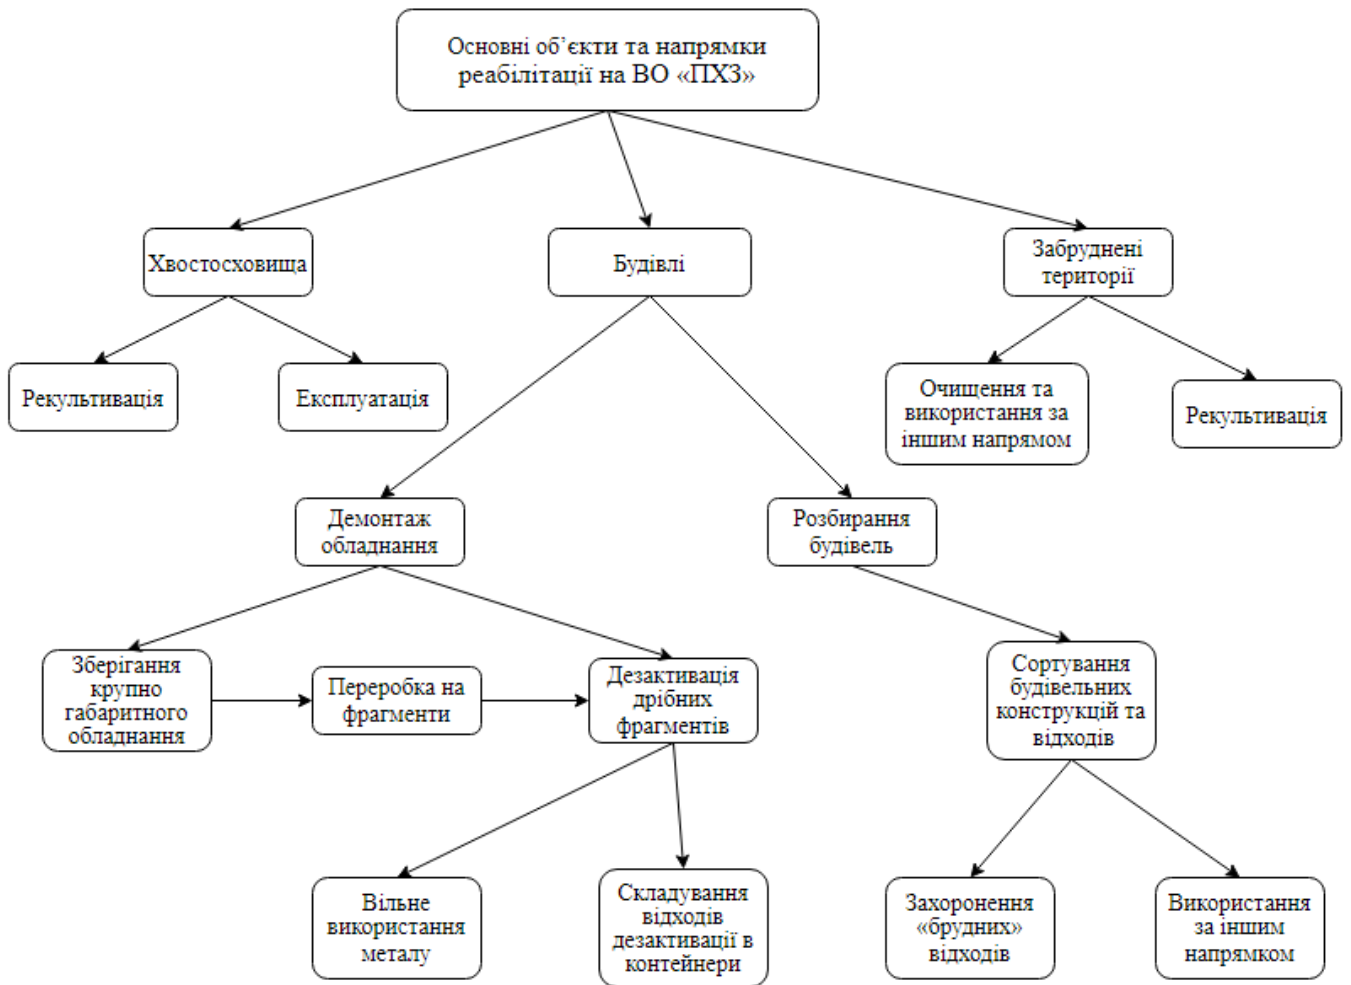 Основні об’єкти та напрямки
реабілітації на ВО «ПХЗ»
Хвостосховища
Будівлі
Забруднені
території
Рекультивація
Експлуатація
Очищення та
використання за
іншим напрямом
Рекультивація
Демонтаж
обладнання
Розбирання
будівель
Зберігання
крупно
габаритного
обладнання
Переробка на
фрагменти
Дезактивація
дрібних
фрагментів
Сортування
будівельних
конструкцій та
відходів
Вільне
використання
металу
Складування
відходів
дезактивації в
контейнери
Захоронення
«брудних»
відходів
Використання
за іншим
напрямком